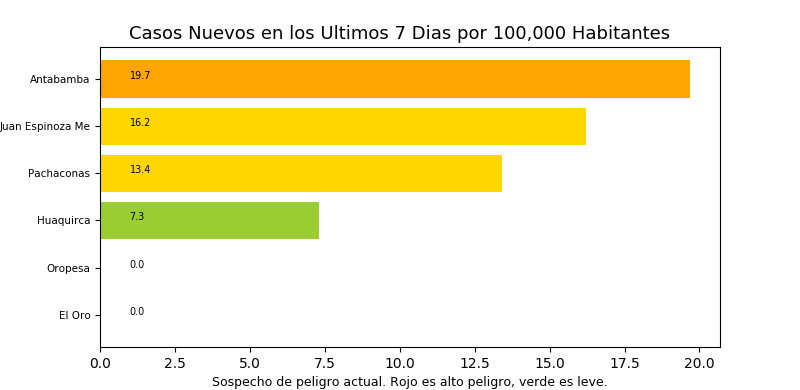 Casos Nuevos en los Ultimos 7 Dias por 100,000 Habitantes
Antabamba 19.7
Juan Espinoza Me 16.2
Pachaconas 13.4
Huaquirca 7.3
Oropesa 0.0
El Oro 0.0
0.0 2.5 5.0 7.5 10.0 12.5 15.0 17.5 20.0
Sospecho de peligro actual. Rojo es alto peligro, verde es leve.